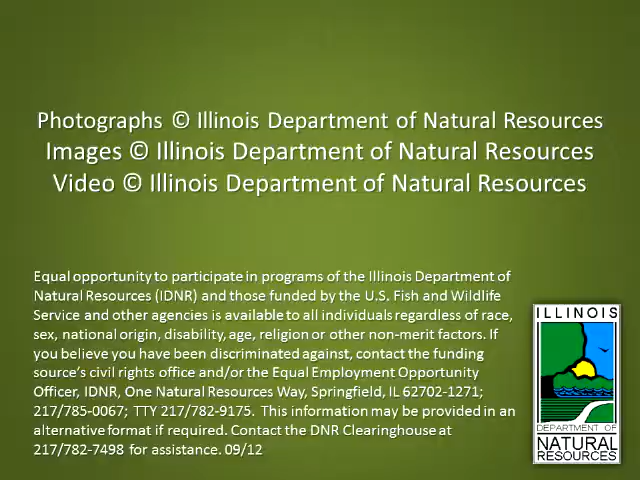 Photographs © Illinois Department of Natural Resources
Images © Illinois Department of Natural Resources
Video © Illinois Department of Natural Resources
Equal opportunity to participate in programs of the Illinois Department of
Natural Resources (IDNR) and those funded by the U.S. Fish and Wildlife
Service and other agencies is available to all individuals regardless of race,
sex, national origin, disability, age, religion or other non-merit factors. If
you believe you have been discriminated against, contact the funding
source's civil rights office and/or the Equal Employment Opportunity
Officer, IDNR, One Natural Resources Way, Springfield, IL 62702-1271;
217/785-0067; TTY 217/782-9175. This information may be provided in an
alternative format if required. Contact the DNR Clearinghouse at
217/782-7498 for assistance. 09/12
ILLINOIS
DEPARTMENT OF
NATURAL
RESOURCES